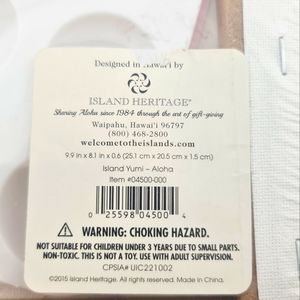 Designed in Hawai'i by
ISLAND HERITAGE®
Sharing Aloha since 1984 through the art of gift-giving
Waipahu, Hawai'i 96797
(800) 468-2800
welcometotheislands.com
9.9 in x 8.1 in x 0.6 (25.1 cm x 20.5 cm x 1.5 cm)
Island Yumi – Aloha
Item #04500-000
0 25598 04500 4
⚠WARNING: CHOKING HAZARD.
NOT SUITABLE FOR CHILDREN UNDER 3 YEARS DUE TO SMALL PARTS.
NON-TOXIC. THIS IS NOT A TOY. USE WITH ADULT SUPERVISION.
CPSIA# UIC221002
©2015 Island Heritage. All rights reserved. Made in China.